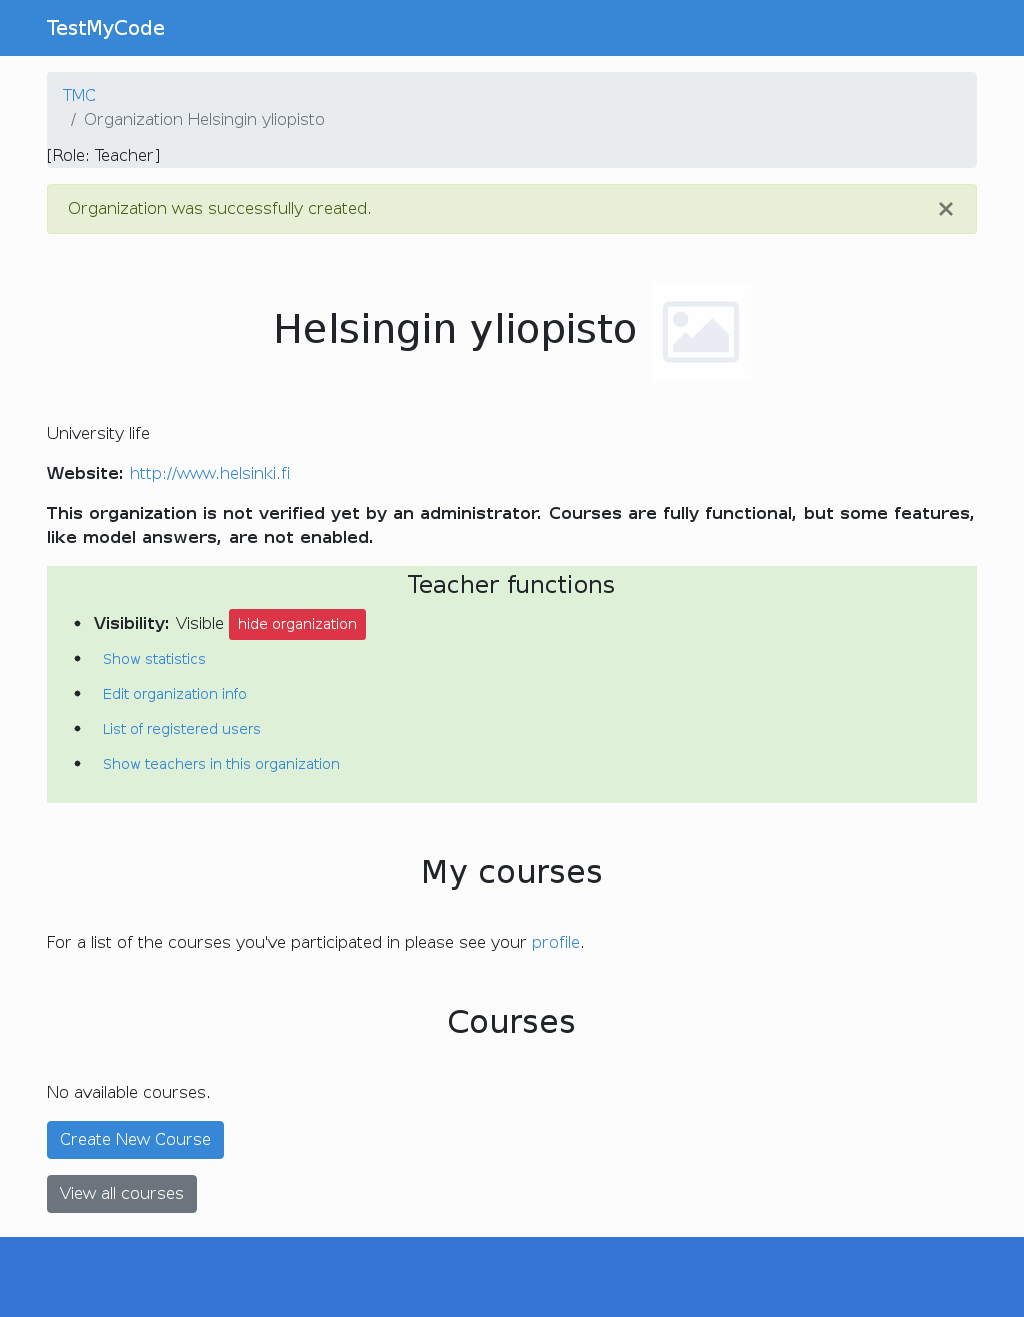 TestMyCode
TMC
/ Organization Helsingin yliopisto
[Role: Teacher]
Organization was successfully created.
×
Helsingin yliopisto
University life
Website: http://www.helsinki.fi
This organization is not verified yet by an administrator. Courses are fully functional, but some features,
like model answers, are not enabled.
Teacher functions
• Visibility: Visible hide organization
• Show statistics
• Edit organization info
• List of registered users
• Show teachers in this organization
My courses
For a list of the courses you've participated in please see your profile.
Courses
No available courses.
Create New Course
View all courses